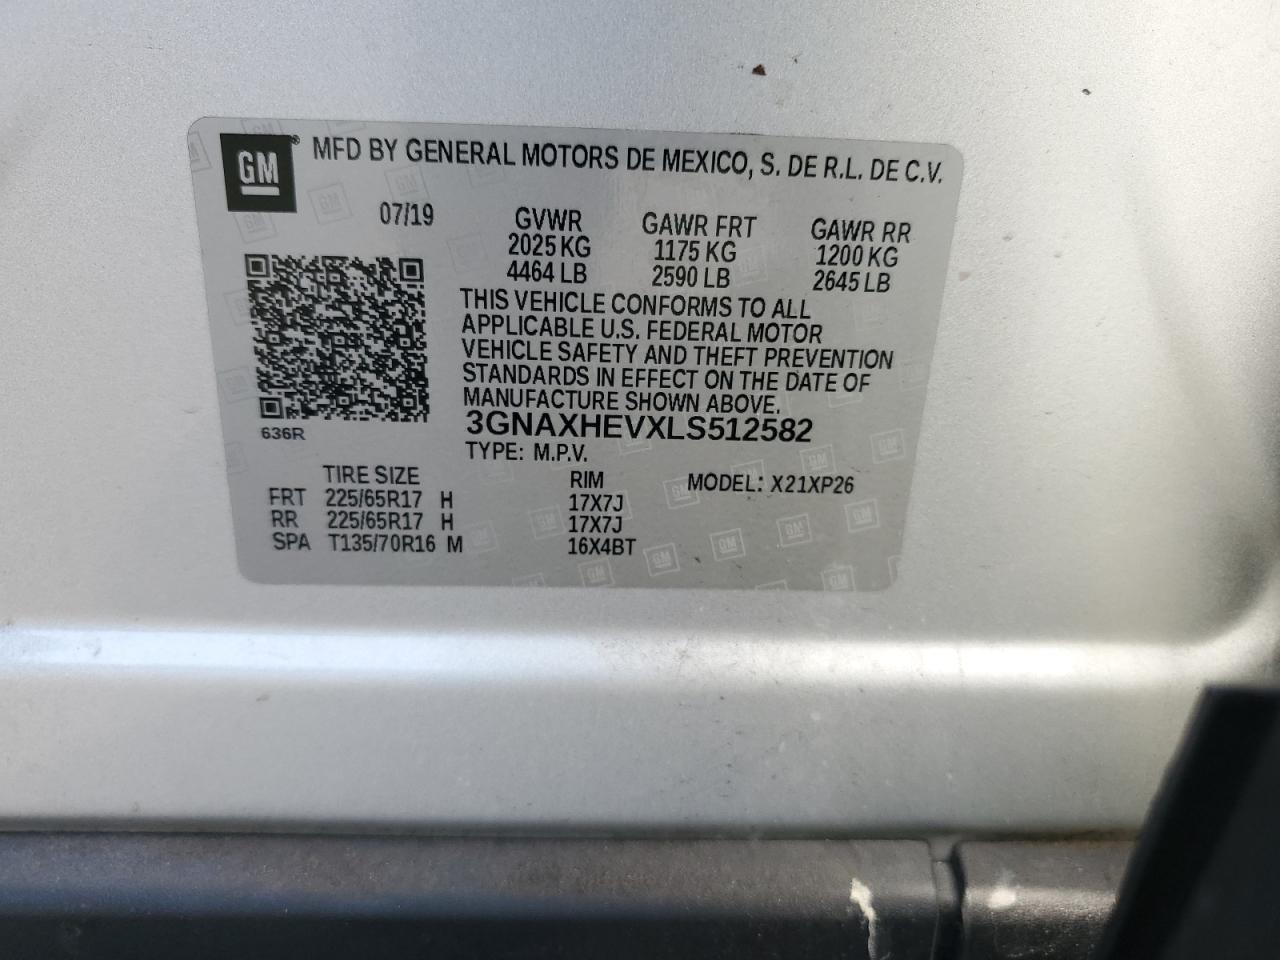 GM® MFD BY GENERAL MOTORS DE MEXICO, S. DE R.L. DE C.V.
07/19 GVWR GAWR FRT GAWR RR
2025 KG 1175 KG 1200 KG
4464 LB 2590 LB 2645 LB
THIS VEHICLE CONFORMS TO ALL
APPLICABLE U.S. FEDERAL MOTOR
VEHICLE SAFETY AND THEFT PREVENTION
STANDARDS IN EFFECT ON THE DATE OF
MANUFACTURE SHOWN ABOVE.
3GNAXHEVXLS512582
636R
TYPE: M.P.V.
TIRE SIZE RIM MODEL: X21XP26
FRT 225/65R17 H 17X7J
RR 225/65R17 H 17X7J
SPA T135/70R16 M 16X4BT